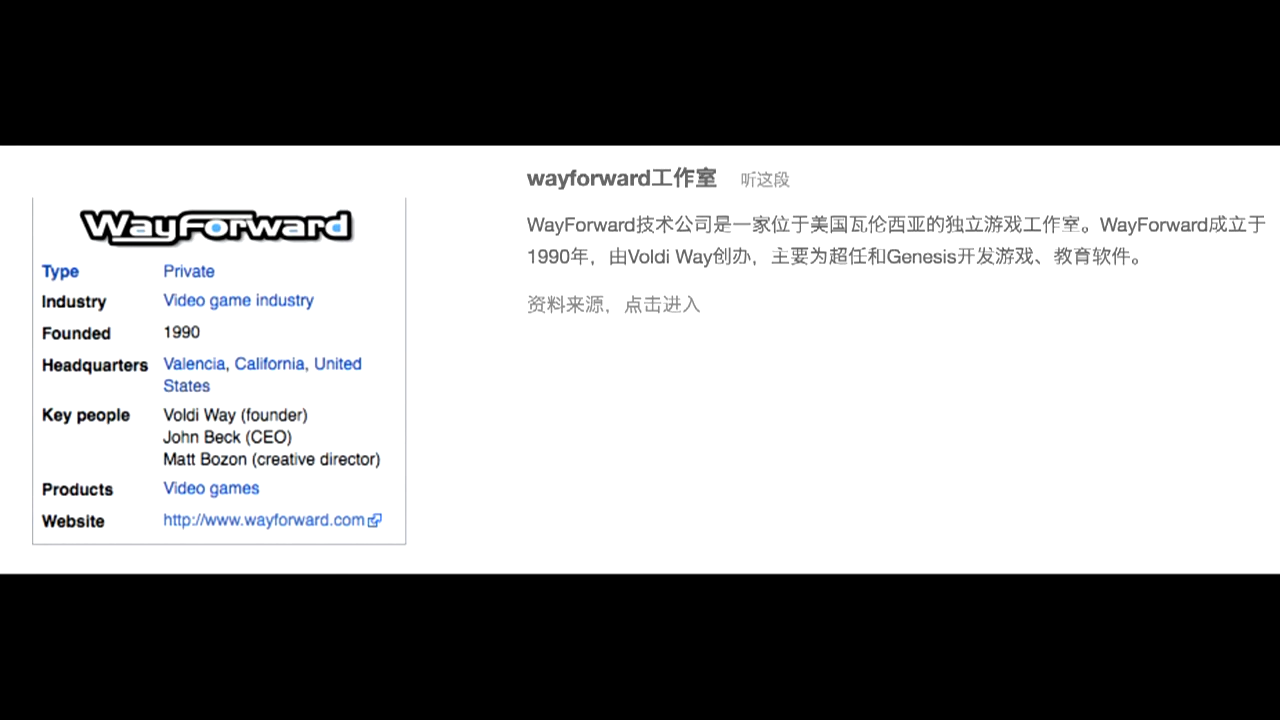 WayForward
Type Private
Industry Video game industry
Founded 1990
Headquarters Valencia, California, United
States
Key people Voldi Way (founder)
John Beck (CEO)
Matt Bozon (creative director)
Products Video games
Website http://www.wayforward.com
wayforward工作室 听这段
WayForward技术公司是一家位于美国瓦伦西亚的独立游戏工作室。WayForward成立于
1990年，由Voldi Way创办，主要为超任和Genesis开发游戏、教育软件。
资料来源，点击进入